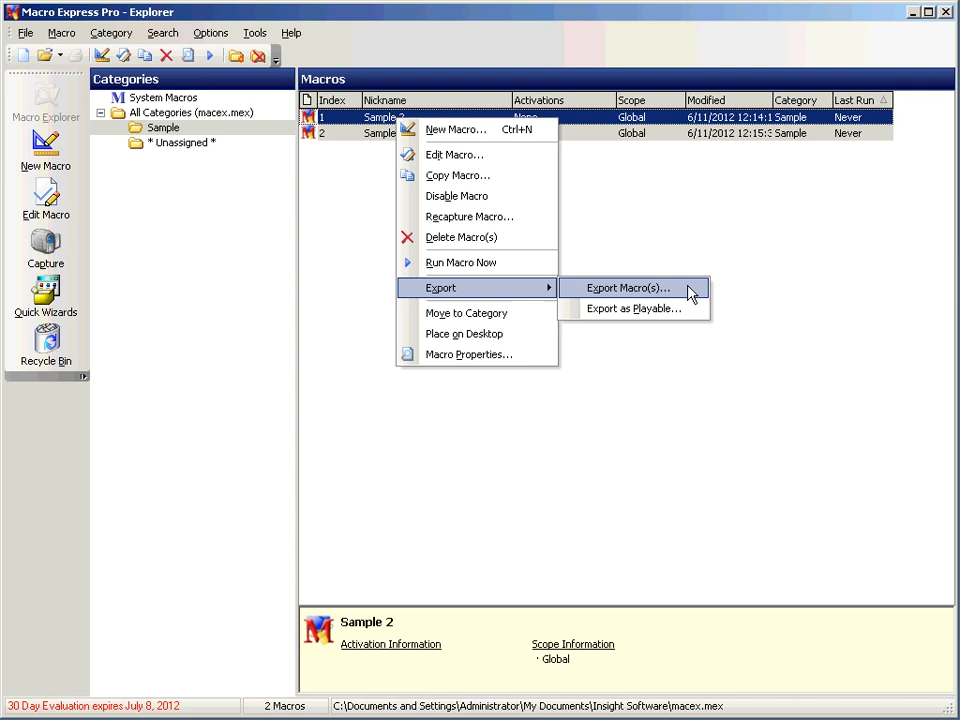 Macro Express Pro - Explorer
File Macro Category Search Options Tools Help
Macro Explorer
New Macro
Edit Macro
Capture
Quick Wizards
Recycle Bin
Categories
System Macros
All Categories (macex.mex)
Sample
* Unassigned *
Macros
Index Nickname Activations Scope Modified Category Last Run
1 Sample 2 None Global 6/11/2012 12:14:1 Sample Never
2 Sample Global 6/11/2012 12:15:3 Sample Never
New Macro... Ctrl+N
Edit Macro...
Copy Macro...
Disable Macro
Recapture Macro...
Delete Macro(s)
Run Macro Now
Export
Move to Category
Place on Desktop
Macro Properties...
Export Macro(s)...
Export as Playable...
Sample 2
Activation Information
Scope Information
· Global
30 Day Evaluation expires July 8, 2012
2 Macros
C:\Documents and Settings\Administrator\My Documents\Insight Software\macex.mex